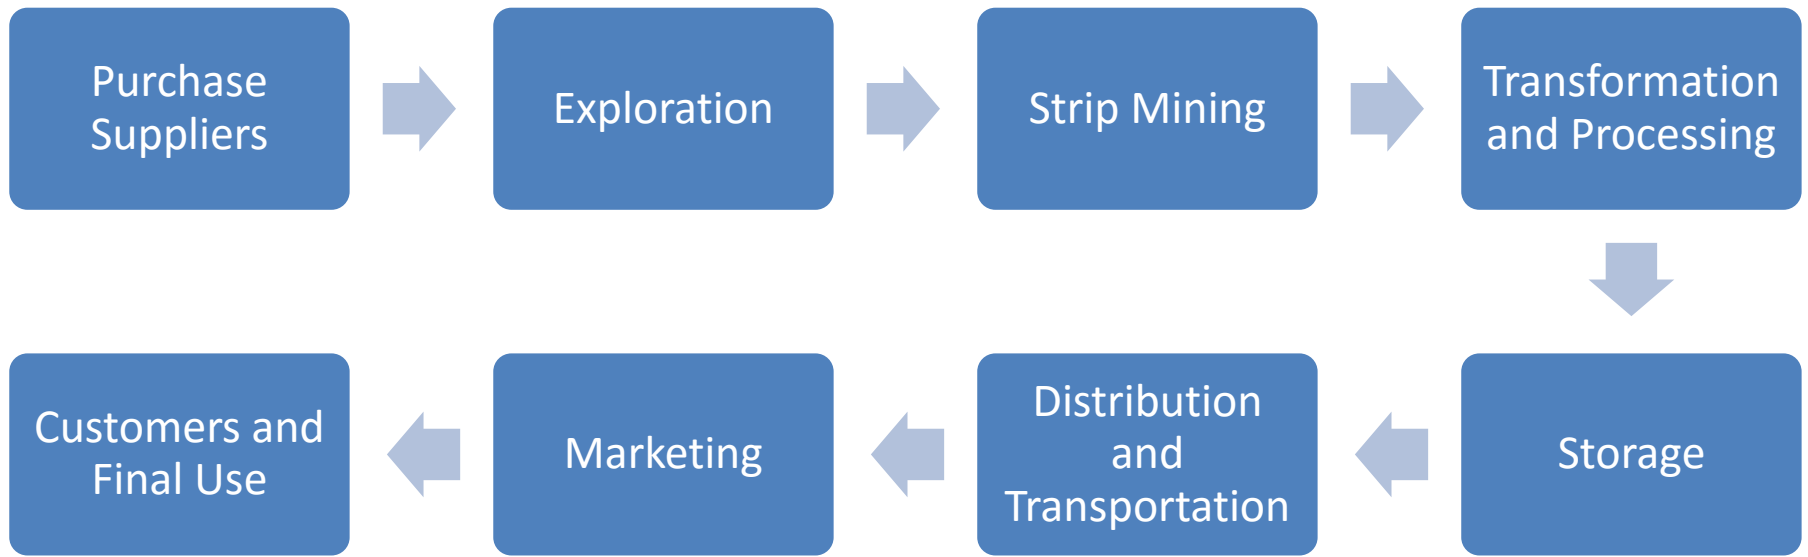 Purchase
Suppliers
Exploration
Strip Mining
Transformation
and Processing
Storage
Distribution
and
Transportation
Marketing
Customers and
Final Use